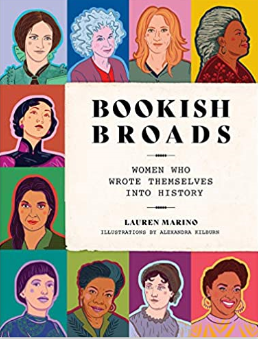 BOOKISH
BROADS
WOMEN WHO
WROTE THEMSELVES
INTO HISTORY
LAUREN MARINO
ILLUSTRATIONS BY ALEXANDRA KILBURN